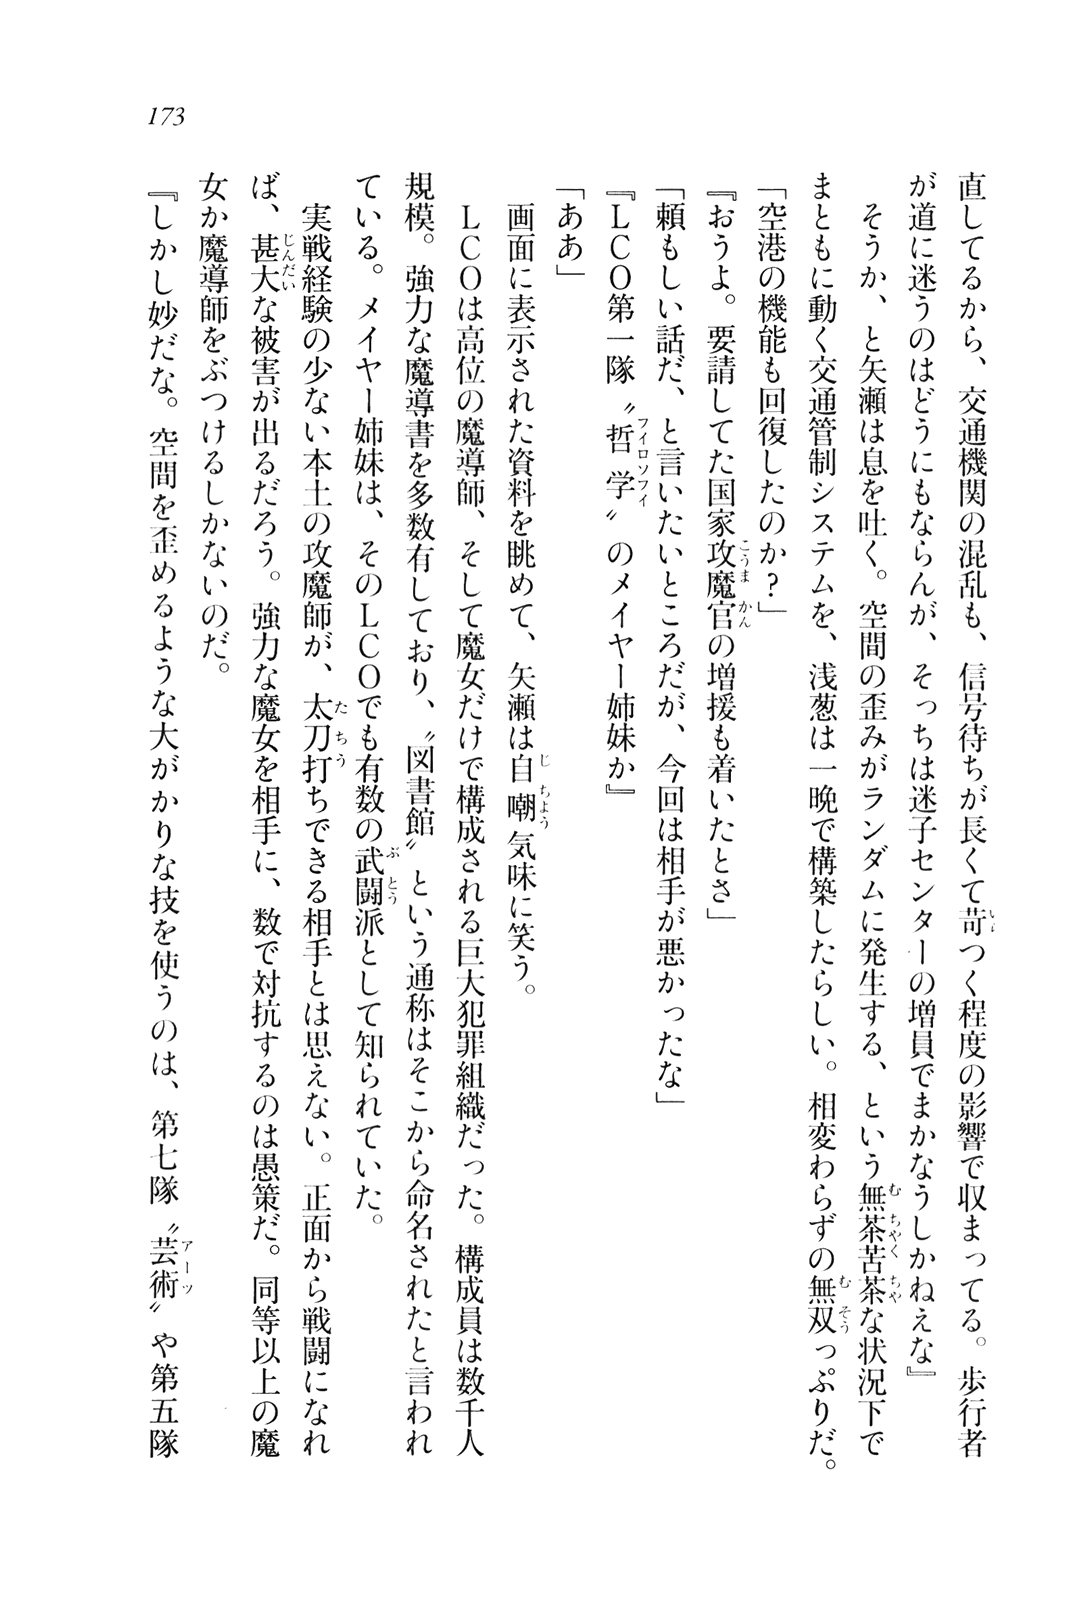 173
直してるから、交通機関の混乱も、信号待ちが長くて苛つく程度の影響で収まってる。歩行者
が道に迷うのはどうにもならんが、そっちは迷子センターの増員でまかなうしかねえな』
　そうか、と矢瀬は息を吐く。空間の歪みがランダムに発生する、という無茶苦茶な状況下で
まともに動く交通管制システムを、浅葱は一晩で構築したらしい。相変わらずの無双っぷりだ。
「空港の機能も回復したのか？」
『おうよ。要請してた国家攻魔官の増援も着いたとさ」
「頼もしい話だ、と言いたいところだが、今回は相手が悪かったな」
『ＬＣＯ第一隊〝哲学〟のメイヤー姉妹か』
「ああ」
　画面に表示された資料を眺めて、矢瀬は自嘲気味に笑う。
　ＬＣＯは高位の魔導師、そして魔女だけで構成される巨大犯罪組織だった。構成員は数千人
規模。強力な魔導書を多数有しており、〝図書館〟という通称はそこから命名されたと言われ
ている。メイヤー姉妹は、そのＬＣＯでも有数の武闘派として知られていた。
　実戦経験の少ない本土の攻魔師が、太刀打ちできる相手とは思えない。正面から戦闘になれ
ば、甚大な被害が出るだろう。強力な魔女を相手に、数で対抗するのは愚策だ。同等以上の魔
女か魔導師をぶつけるしかないのだ。
『しかし妙だな。空間を歪めるような大がかりな技を使うのは、第七隊〝芸術〟や第五隊